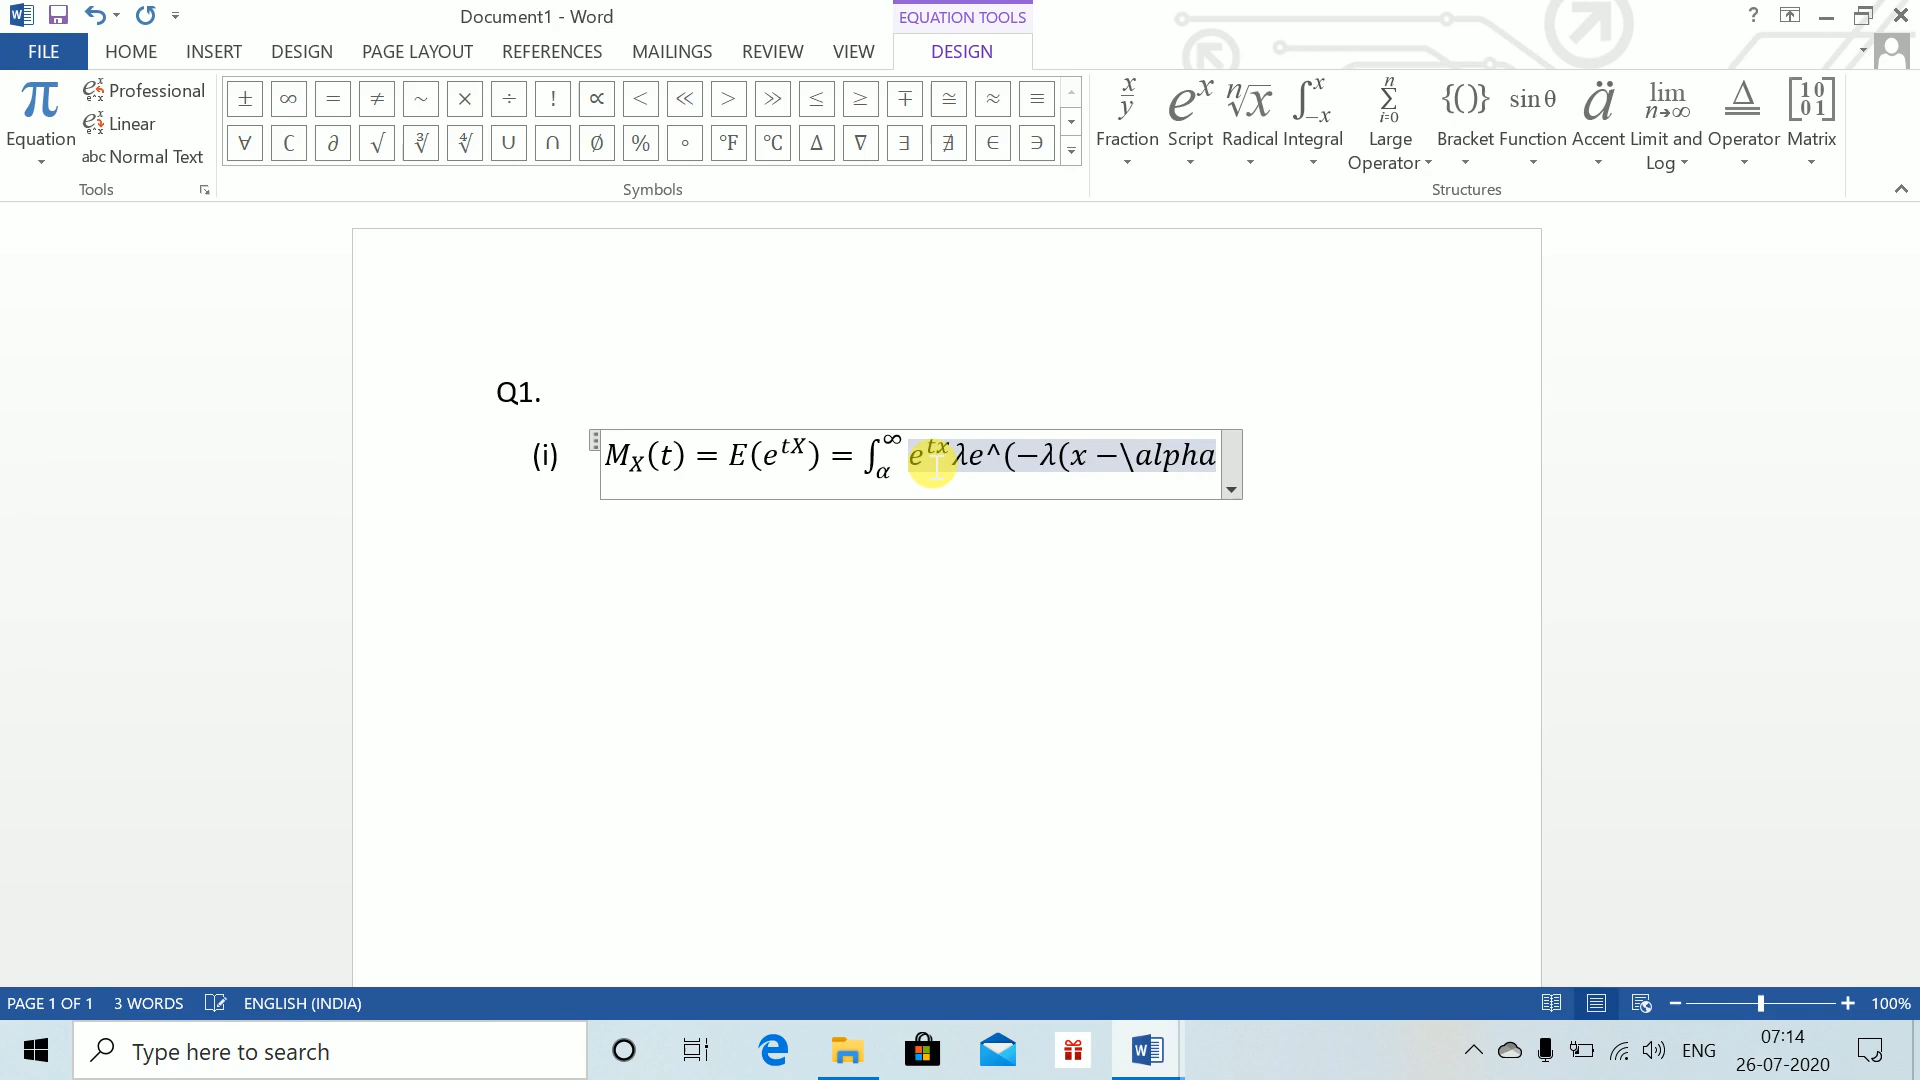 Document1 - Word
EQUATION TOOLS
?
FILE HOME INSERT DESIGN PAGE LAYOUT REFERENCES MAILINGS REVIEW VIEW DESIGN
π Equation
Professional
Linear
abc Normal Text
Tools
± ∞ = ≠ ~ × ÷ ! ∝ < ≪ > ≫ ≤ ≥ ∓ ≅ ≈ ≡
∀ ∁ ∂ √ ∛ ∜ ∪ ∩ ∅ % ° °F °C ∆ ∇ ∃ ∄ ∈ ∋
Symbols
Fraction Script Radical Integral Large Operator Bracket Function Accent Limit and Log Operator Matrix
Structures
Q1.
(i) M_X(t) = E(e^{tX}) = ∫_α^∞ e^{tx}λe^(−λ(x −\alpha
PAGE 1 OF 1 3 WORDS ENGLISH (INDIA) 100%
Type here to search
ENG
07:14
26-07-2020